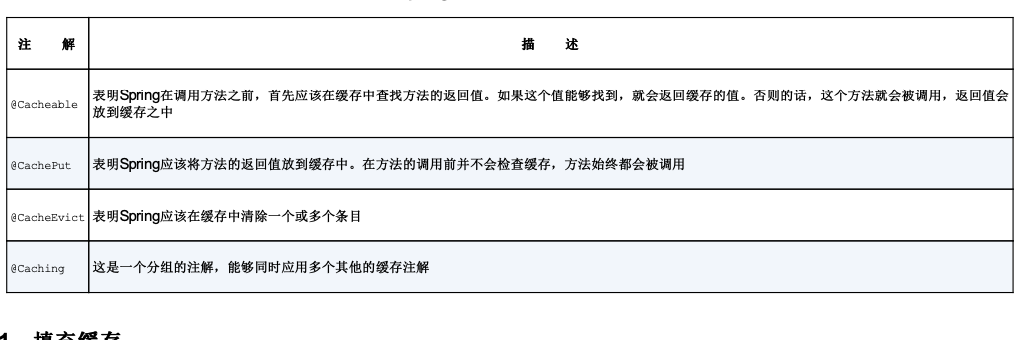 注 解 描 述
@Cacheable 表明Spring在调用方法之前，首先应该在缓存中查找方法的返回值。如果这个值能够找到，就会返回缓存的值。否则的话，这个方法就会被调用，返回值会
放到缓存之中
@CachePut 表明Spring应该将方法的返回值放到缓存中。在方法的调用前并不会检查缓存，方法始终都会被调用
@CacheEvict 表明Spring应该在缓存中清除一个或多个条目
@Caching 这是一个分组的注解，能够同时应用多个其他的缓存注解
填充缓存